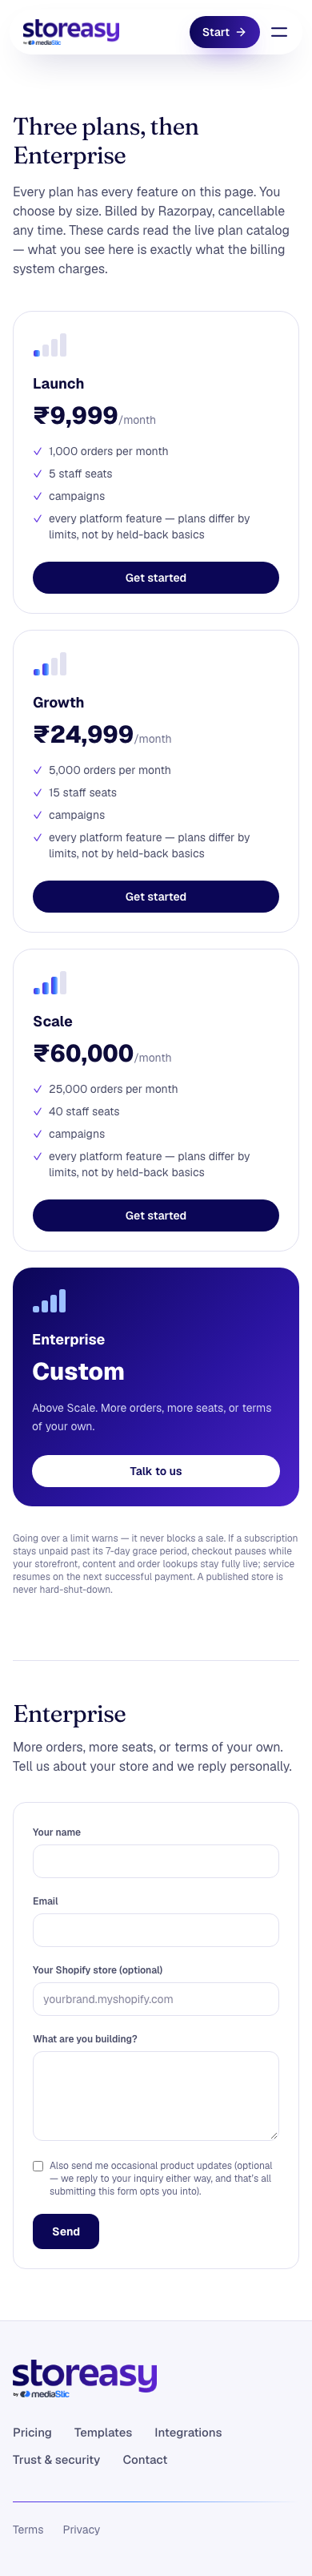 storeasy
by mediaStic
Start →
Three plans, then
Enterprise
Every plan has every feature on this page. You
choose by size. Billed by Razorpay, cancellable
any time. These cards read the live plan catalog
— what you see here is exactly what the billing
system charges.
Launch
₹9,999/month
✓ 1,000 orders per month
✓ 5 staff seats
✓ campaigns
✓ every platform feature — plans differ by
limits, not by held-back basics
Get started
Growth
₹24,999/month
✓ 5,000 orders per month
✓ 15 staff seats
✓ campaigns
✓ every platform feature — plans differ by
limits, not by held-back basics
Get started
Scale
₹60,000/month
✓ 25,000 orders per month
✓ 40 staff seats
✓ campaigns
✓ every platform feature — plans differ by
limits, not by held-back basics
Get started
Enterprise
Custom
Above Scale. More orders, more seats, or terms
of your own.
Talk to us
Going over a limit warns — it never blocks a sale. If a subscription
stays unpaid past its 7-day grace period, checkout pauses while
your storefront, content and order lookups stay fully live; service
resumes on the next successful payment. A published store is
never hard-shut-down.
Enterprise
More orders, more seats, or terms of your own.
Tell us about your store and we reply personally.
Your name
Email
Your Shopify store (optional)
yourbrand.myshopify.com
What are you building?
Also send me occasional product updates (optional
— we reply to your inquiry either way, and that's all
submitting this form opts you into).
Send
storeasy
by mediaStic
Pricing Templates Integrations
Trust & security Contact
Terms Privacy